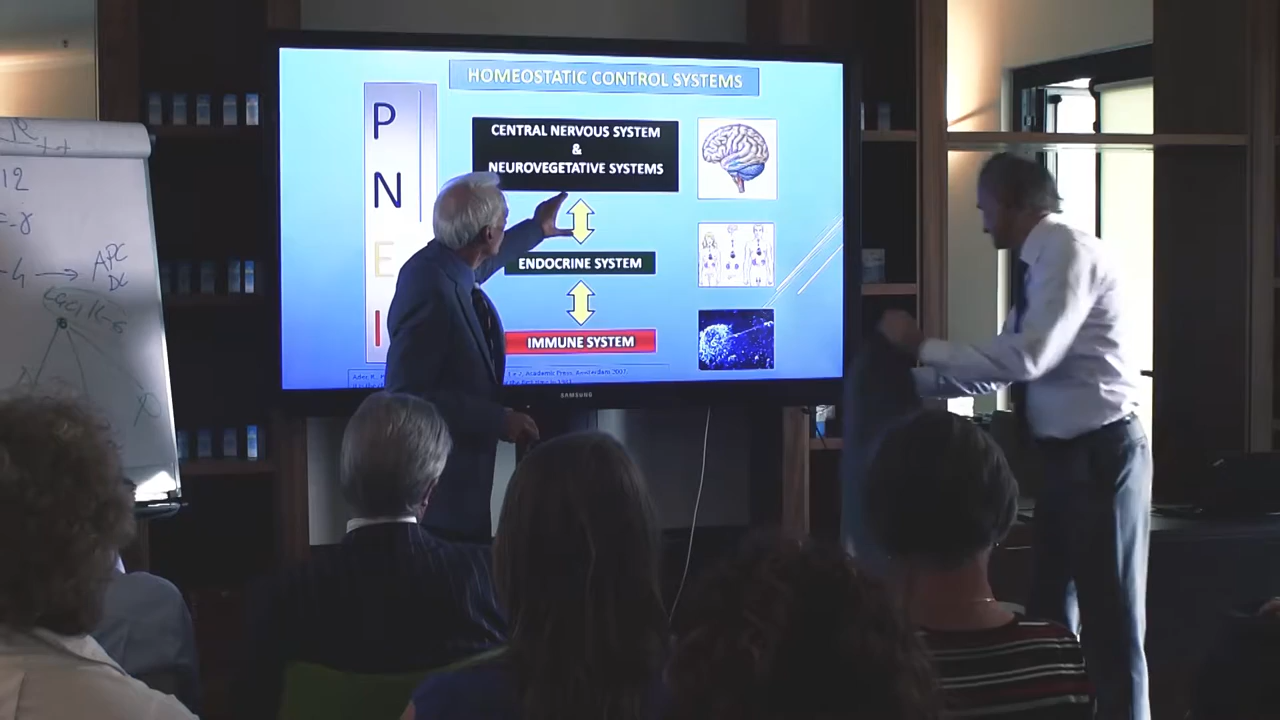 HOMEOSTATIC CONTROL SYSTEMS
P
N
E
I
CENTRAL NERVOUS SYSTEM
&
NEUROVEGETATIVE SYSTEMS
ENDOCRINE SYSTEM
IMMUNE SYSTEM
Academic Press, Amsterdam 2007.
SAMSUNG
12
APC
DC